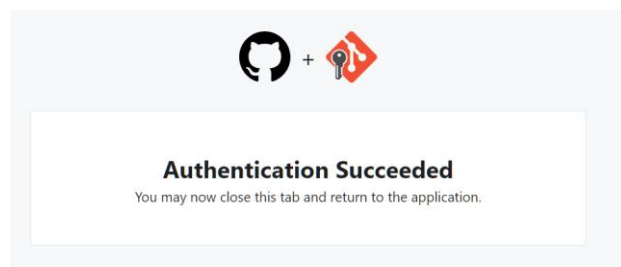 +
Authentication Succeeded
You may now close this tab and return to the application.